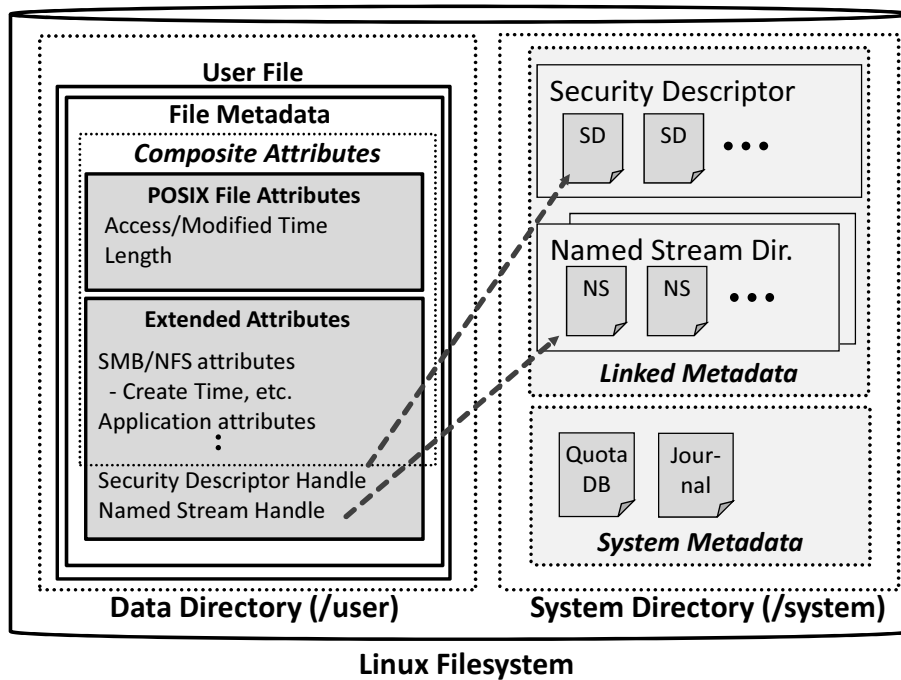 User File
File Metadata
Composite Attributes
POSIX File Attributes
Access/Modified Time
Length
Extended Attributes
SMB/NFS attributes
- Create Time, etc.
Application attributes
Security Descriptor Handle
Named Stream Handle
Data Directory (/user)
Security Descriptor
SD
SD
Named Stream Dir.
NS
NS
Linked Metadata
Quota
DB
Jour-
nal
System Metadata
System Directory (/system)
Linux Filesystem